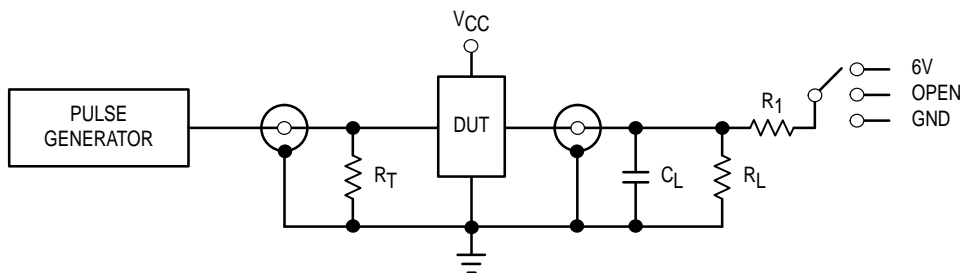 VCC
PULSE
GENERATOR
DUT
RT
CL
RL
R1
6V
OPEN
GND